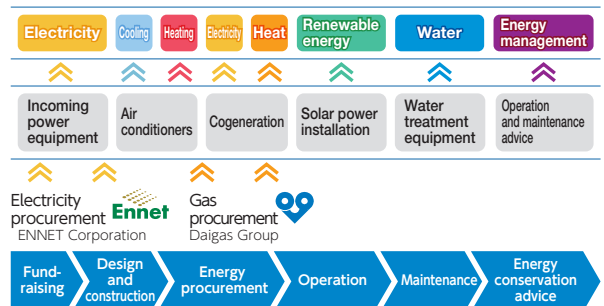 Electricity
Cooling
Heating
Electricity
Heat
Renewable
energy
Water
Energy
management
Incoming
power
equipment
Air
conditioners
Cogeneration
Solar power
installation
Water
treatment
equipment
Operation
and maintenance
advice
Electricity
procurement
ENNET Corporation
Ennet
Gas
procurement
Daigas Group
Fund-
raising
Design
and
construction
Energy
procurement
Operation
Maintenance
Energy
conservation
advice